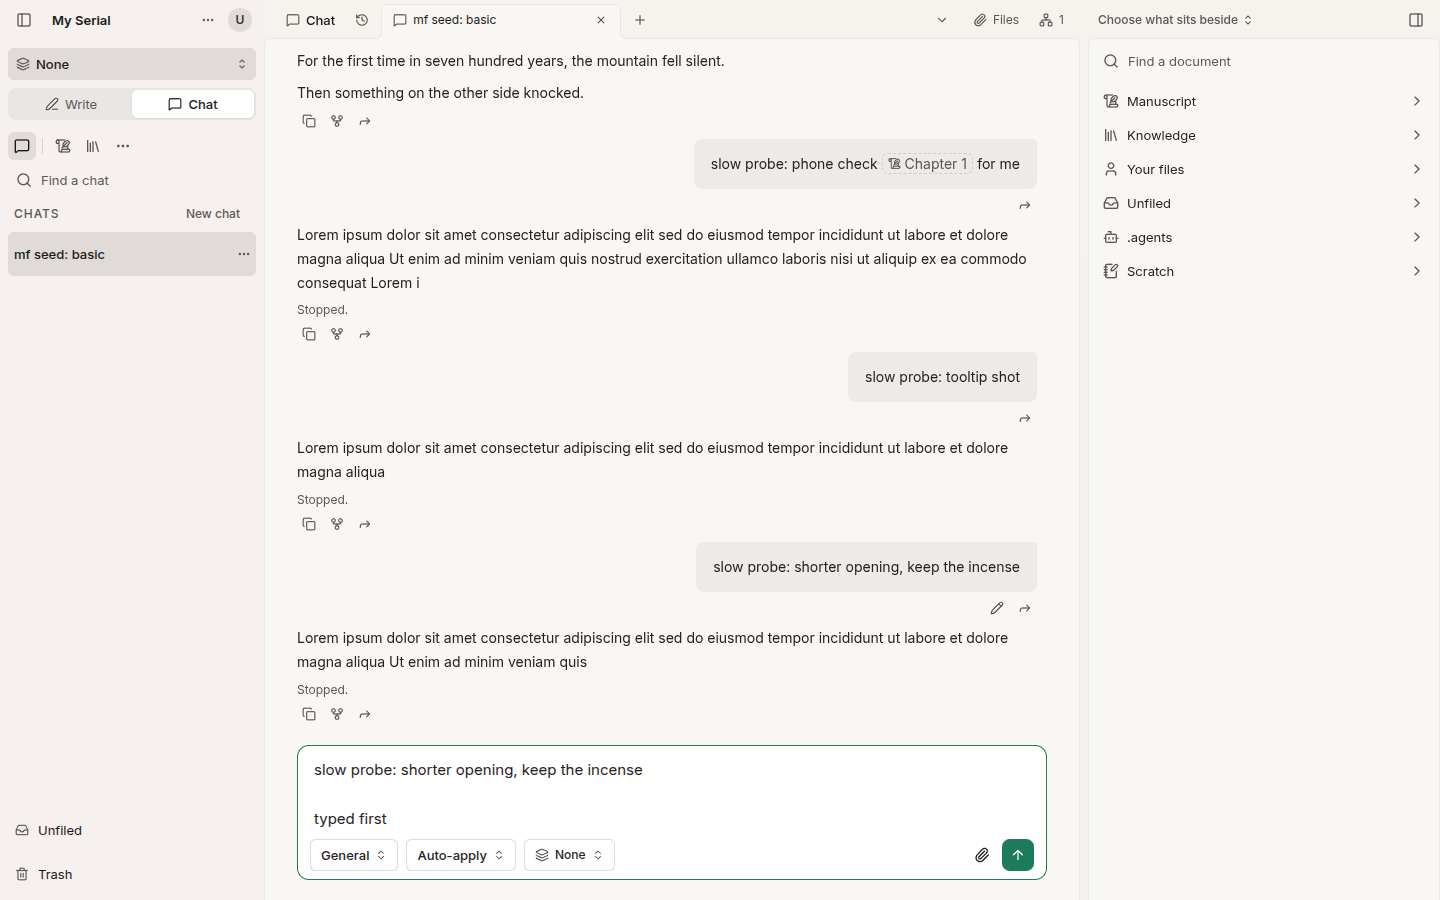 My Serial
U
None
Write
Chat
Find a chat
CHATS
New chat
mf seed: basic
Unfiled
Trash
Chat
mf seed: basic
Files
1
For the first time in seven hundred years, the mountain fell silent.
Then something on the other side knocked.
slow probe: phone check Chapter 1 for me
Lorem ipsum dolor sit amet consectetur adipiscing elit sed do eiusmod tempor incididunt ut labore et dolore
magna aliqua Ut enim ad minim veniam quis nostrud exercitation ullamco laboris nisi ut aliquip ex ea commodo
consequat Lorem i
Stopped.
slow probe: tooltip shot
Lorem ipsum dolor sit amet consectetur adipiscing elit sed do eiusmod tempor incididunt ut labore et dolore
magna aliqua
Stopped.
slow probe: shorter opening, keep the incense
Lorem ipsum dolor sit amet consectetur adipiscing elit sed do eiusmod tempor incididunt ut labore et dolore
magna aliqua Ut enim ad minim veniam quis
Stopped.
slow probe: shorter opening, keep the incense
typed first
General
Auto-apply
None
Choose what sits beside
Find a document
Manuscript
Knowledge
Your files
Unfiled
.agents
Scratch